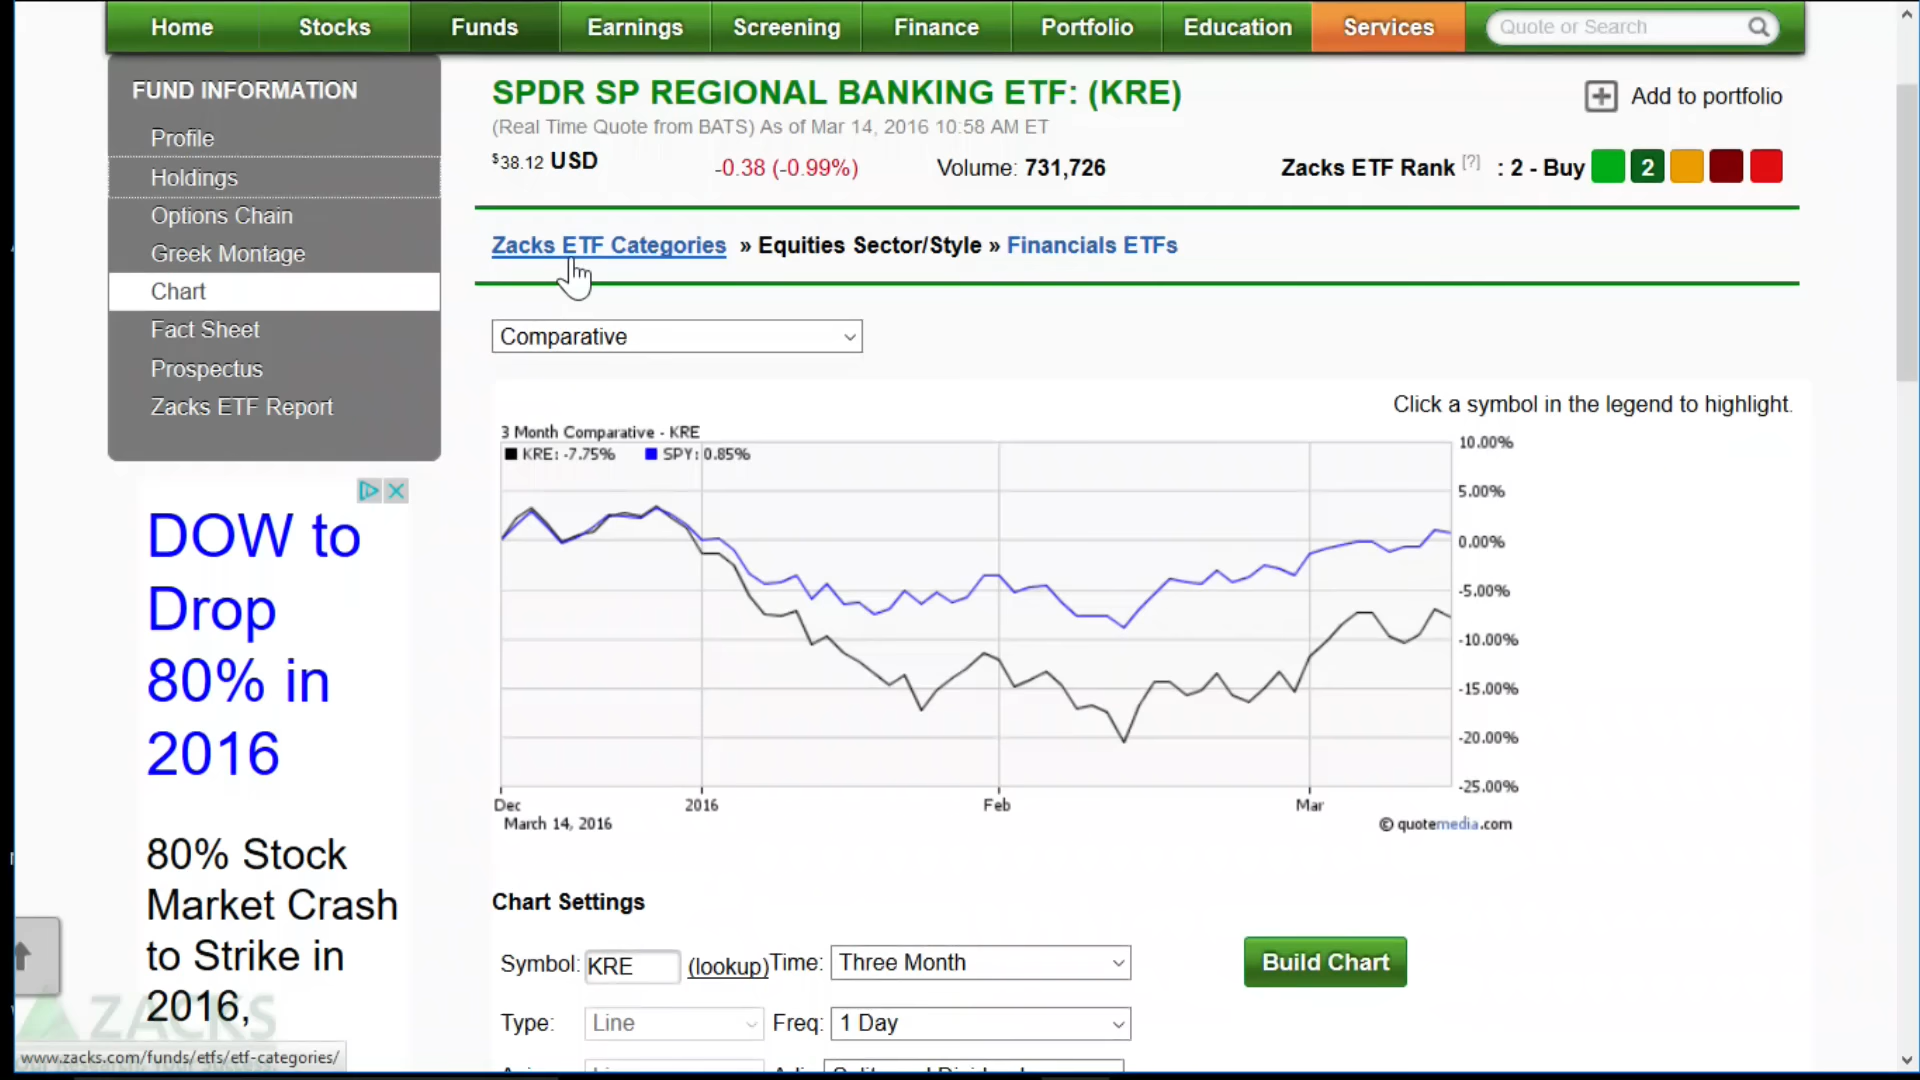 Home Stocks Funds Earnings Screening Finance Portfolio Education Services Quote or Search
FUND INFORMATION
Profile
Holdings
Options Chain
Greek Montage
Chart
Fact Sheet
Prospectus
Zacks ETF Report
SPDR SP REGIONAL BANKING ETF: (KRE)
Add to portfolio
(Real Time Quote from BATS) As of Mar 14, 2016 10:58 AM ET
$38.12 USD -0.38 (-0.99%) Volume: 731,726 Zacks ETF Rank [?] : 2 - Buy 2
Zacks ETF Categories » Equities Sector/Style » Financials ETFs
Comparative
Click a symbol in the legend to highlight.
3 Month Comparative - KRE
KRE: -7.75% SPY: 0.85%
10.00%
5.00%
0.00%
-5.00%
-10.00%
-15.00%
-20.00%
-25.00%
Dec 2016 Feb Mar
March 14, 2016 © quotemedia.com
DOW to
Drop
80% in
2016
80% Stock
Market Crash
to Strike in
2016,
ZACKS
www.zacks.com/funds/etfs/etf-categories/
Chart Settings
Symbol: KRE (lookup) Time: Three Month Build Chart
Type: Line Freq: 1 Day